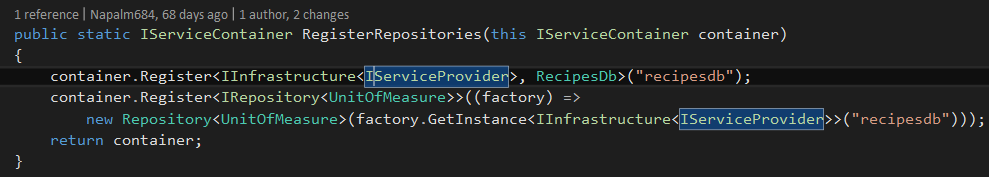 1 reference | Napalm684, 68 days ago | 1 author, 2 changes
public static IServiceContainer RegisterRepositories(this IServiceContainer container)
{
    container.Register<IInfrastructure<IServiceProvider>, RecipesDb>("recipesdb");
    container.Register<IRepository<UnitOfMeasure>>((factory) =>
        new Repository<UnitOfMeasure>(factory.GetInstance<IInfrastructure<IServiceProvider>>("recipesdb")));
    return container;
}